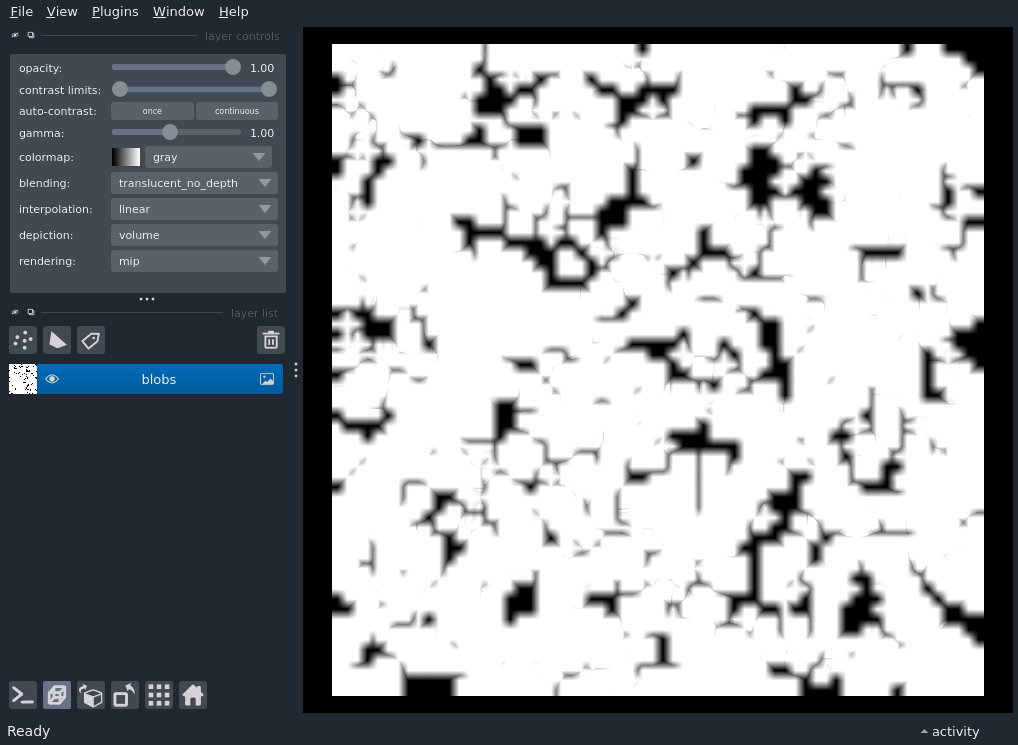 File View Plugins Window Help
layer controls
opacity: 1.00
contrast limits:
auto-contrast: once continuous
gamma: 1.00
colormap: gray
blending: translucent_no_depth
interpolation: linear
depiction: volume
rendering: mip
layer list
blobs
Ready
activity